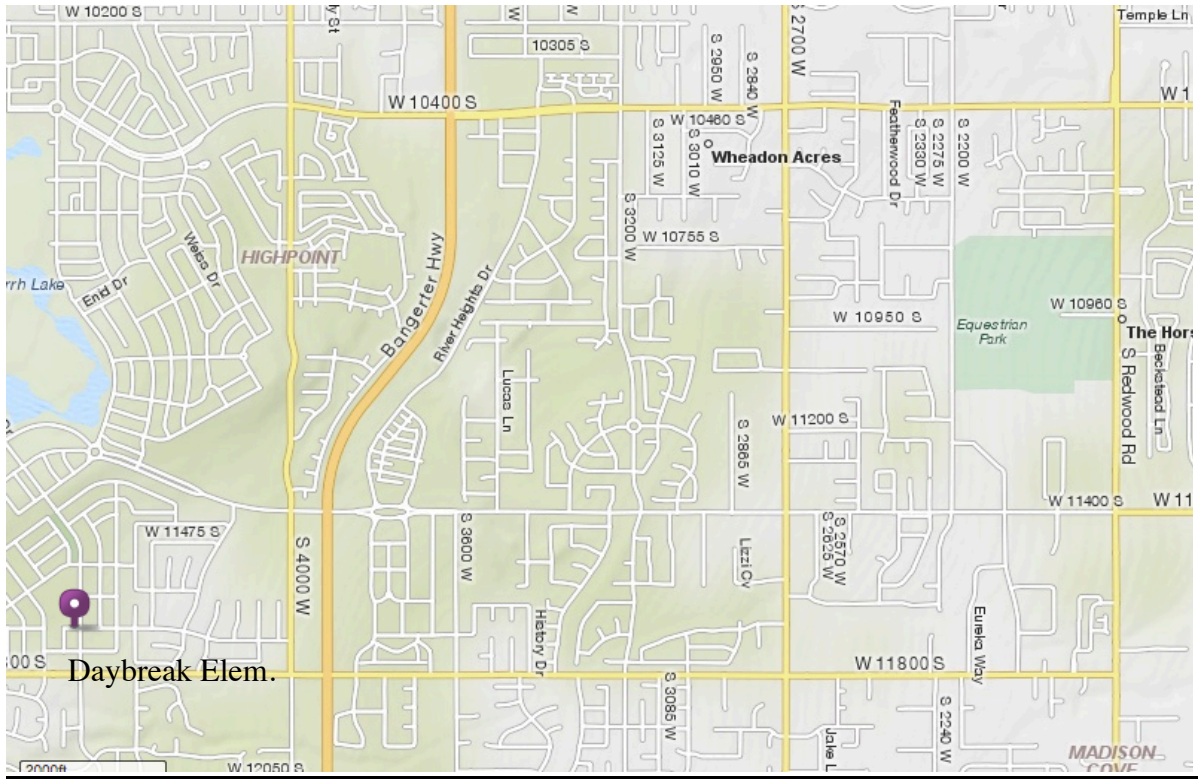 W 10200 S
Temple Ln
S 2700 W
10305 S
S 2950 W
S 2840 W
W 10400 S
W 10460 S
S 3125 W
S 3010 W
Wheadon Acres
Featherwood Dr
S 2330 W
S 2275 W
S 2200 W
S 3200 W
W 10755 S
Weiss Dr
HIGHPOINT
Enid Dr
rrh Lake
Bangerter Hwy
River Heights Dr
W 10950 S
Equestrian
Park
W 10960 S
The Hors
S Redwood Rd
Beckstead Ln
Lucas Ln
W 11200 S
S 2865 W
W 11400 S
W 11
W 11475 S
S 4000 W
S 3600 W
S 2570 W
S 2625 W
Lizzi Cv
History Dr
Eureka Way
Daybreak Elem.
W 11800 S
S 3085 W
S 2240 W
MADISON
COVE
2000ft
W 12050 S